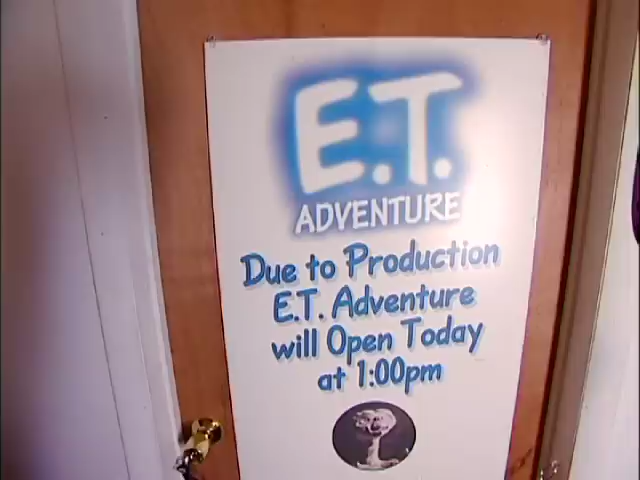 E.T.
ADVENTURE
Due to Production
E.T. Adventure
will Open Today
at 1:00pm